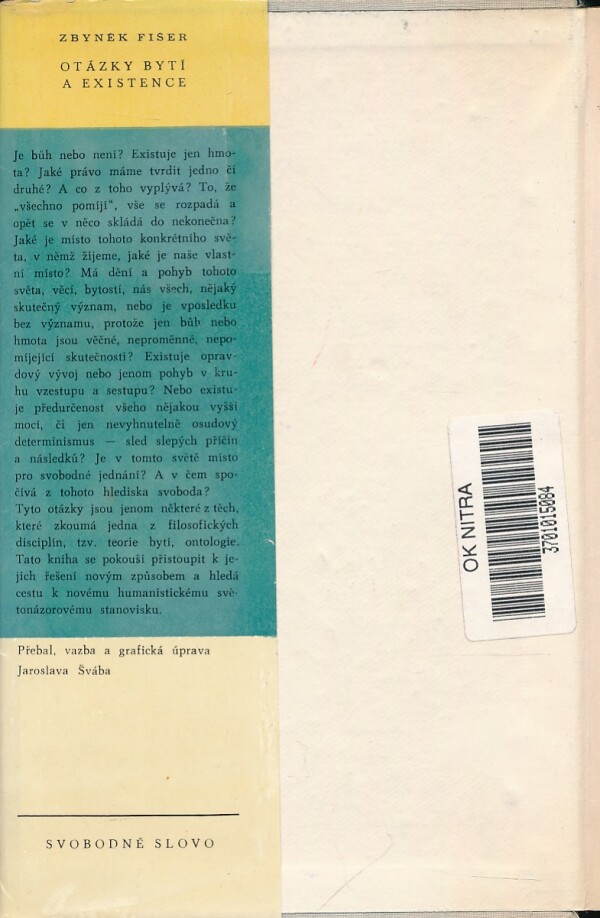 ZBYNĚK FIŠER
OTÁZKY BYTÍ
A EXISTENCE
Je bůh nebo není? Existuje jen hmo-
ta? Jaké právo máme tvrdit jedno či
druhé? A co z toho vyplývá? To, že
„všechno pomíjí“, vše se rozpadá a
opět se v něco skládá do nekonečna?
Jaké je místo tohoto konkrétního svě-
ta, v němž žijeme, jaké je naše vlast-
ní místo? Má dění a pohyb tohoto
světa, věcí, bytostí, nás všech, nějaký
skutečný význam, nebo je vposledku
bez významu, protože jen bůh nebo
hmota jsou věčné, neproměnné, nepo-
míjející skutečnosti? Existuje oprav-
dový vývoj nebo jenom pohyb v kru-
hu vzestupu a sestupu? Nebo existu-
je předurčenost všeho nějakou vyšší
mocí, či jen nevyhnutelně osudový
determinismus — sled slepých příčin
a následků? Je v tomto světě místo
pro svobodné jednání? A v čem spo-
čívá z tohoto hlediska svoboda?
Tyto otázky jsou jenom některé z těch,
které zkoumá jedna z filosofických
disciplin, tzv. teorie bytí, ontologie.
Tato kniha se pokouší přistoupit k je-
jich řešení novým způsobem a hledá
cestu k novému humanistickému svě-
tonázorovému stanovisku.
Přebal, vazba a grafická úprava
Jaroslava Švába
SVOBODNÉ SLOVO
OK NITRA
3701015084